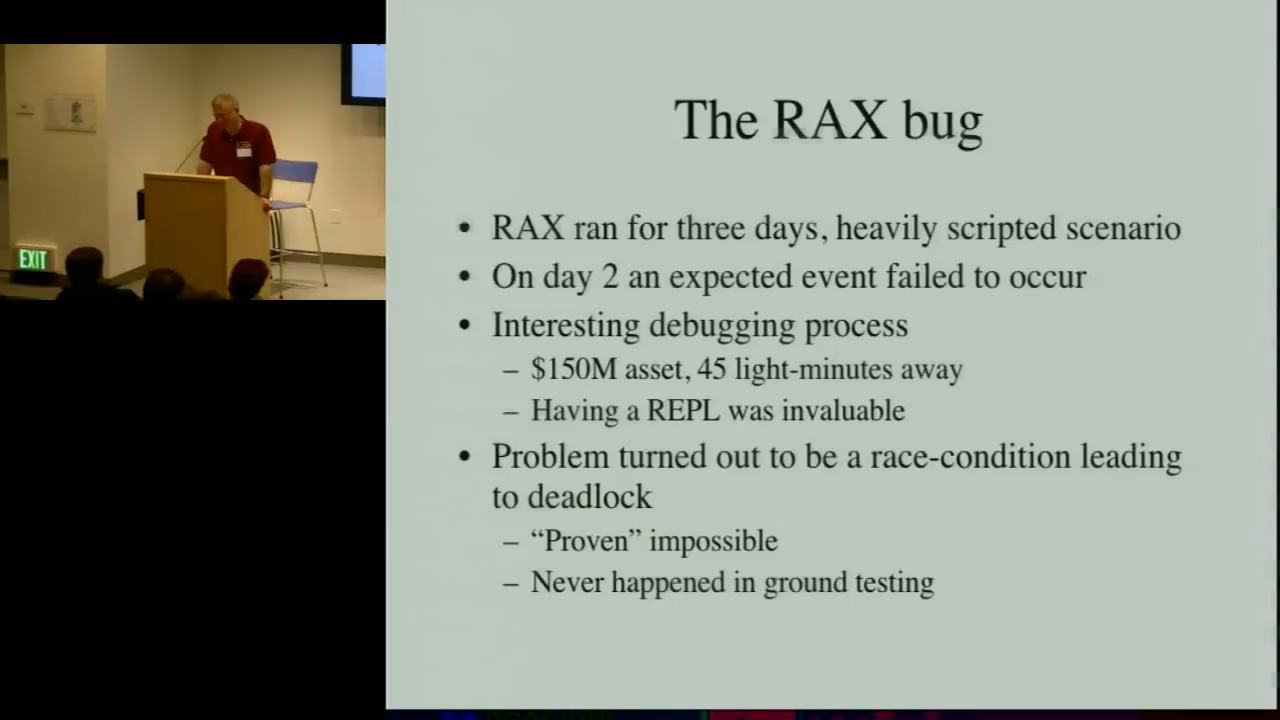 The RAX bug
• RAX ran for three days, heavily scripted scenario
• On day 2 an expected event failed to occur
• Interesting debugging process
– $150M asset, 45 light-minutes away
– Having a REPL was invaluable
• Problem turned out to be a race-condition leading
to deadlock
– “Proven” impossible
– Never happened in ground testing
EXIT